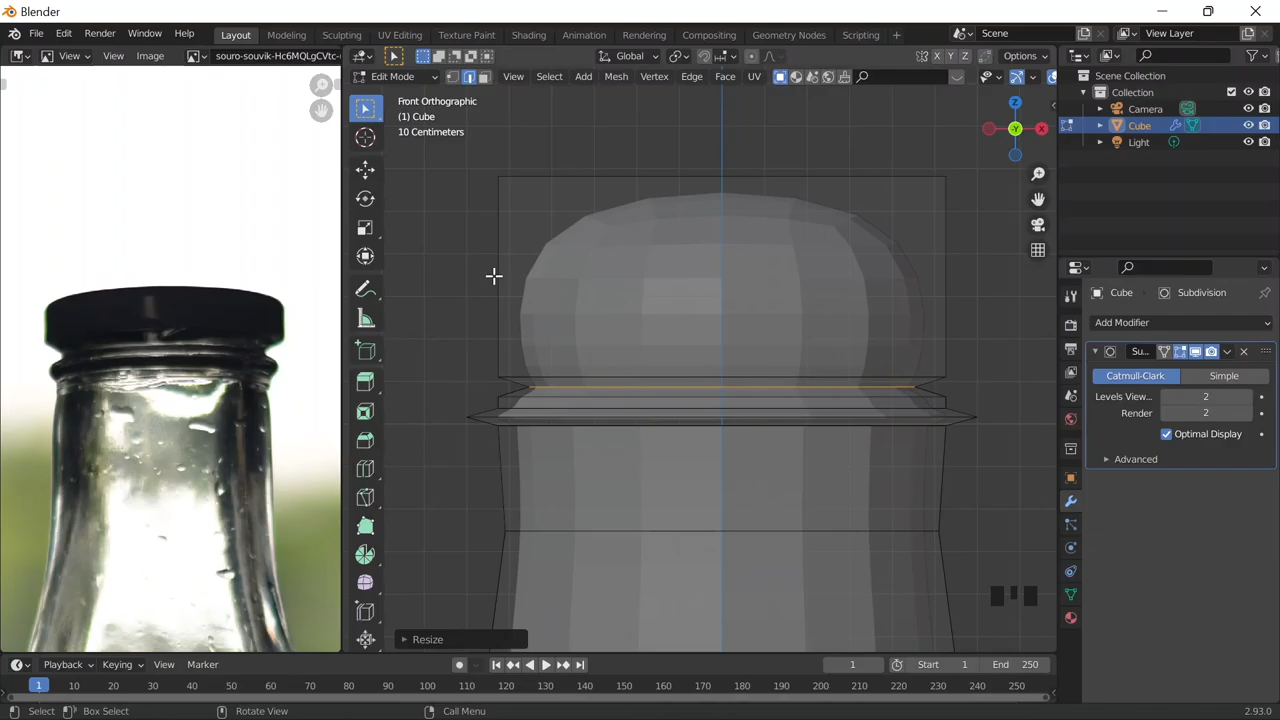 Blender
File Edit Render Window Help Layout Modeling Sculpting UV Editing Texture Paint Shading Animation Rendering Compositing Geometry Nodes Scripting Scene View Layer
View View Image souro-souvik-Hc6MQLgCVtc- Global X Y Z Options
Edit Mode View Select Add Mesh Vertex Edge Face UV
Front Orthographic
(1) Cube
10 Centimeters
Z
-Y
X
Scene Collection
Collection
Camera
Cube
Light
Cube Subdivision
Add Modifier
Su...
Catmull-Clark Simple
Levels View... 2
Render 2
Optimal Display
Advanced
Resize
Playback Keying View Marker 1 Start 1 End 250
1 10 20 30 40 50 60 70 80 90 100 110 120 130 140 150 160 170 180 190 200 210 220 230 240 250
Select Box Select Rotate View Call Menu 2.93.0